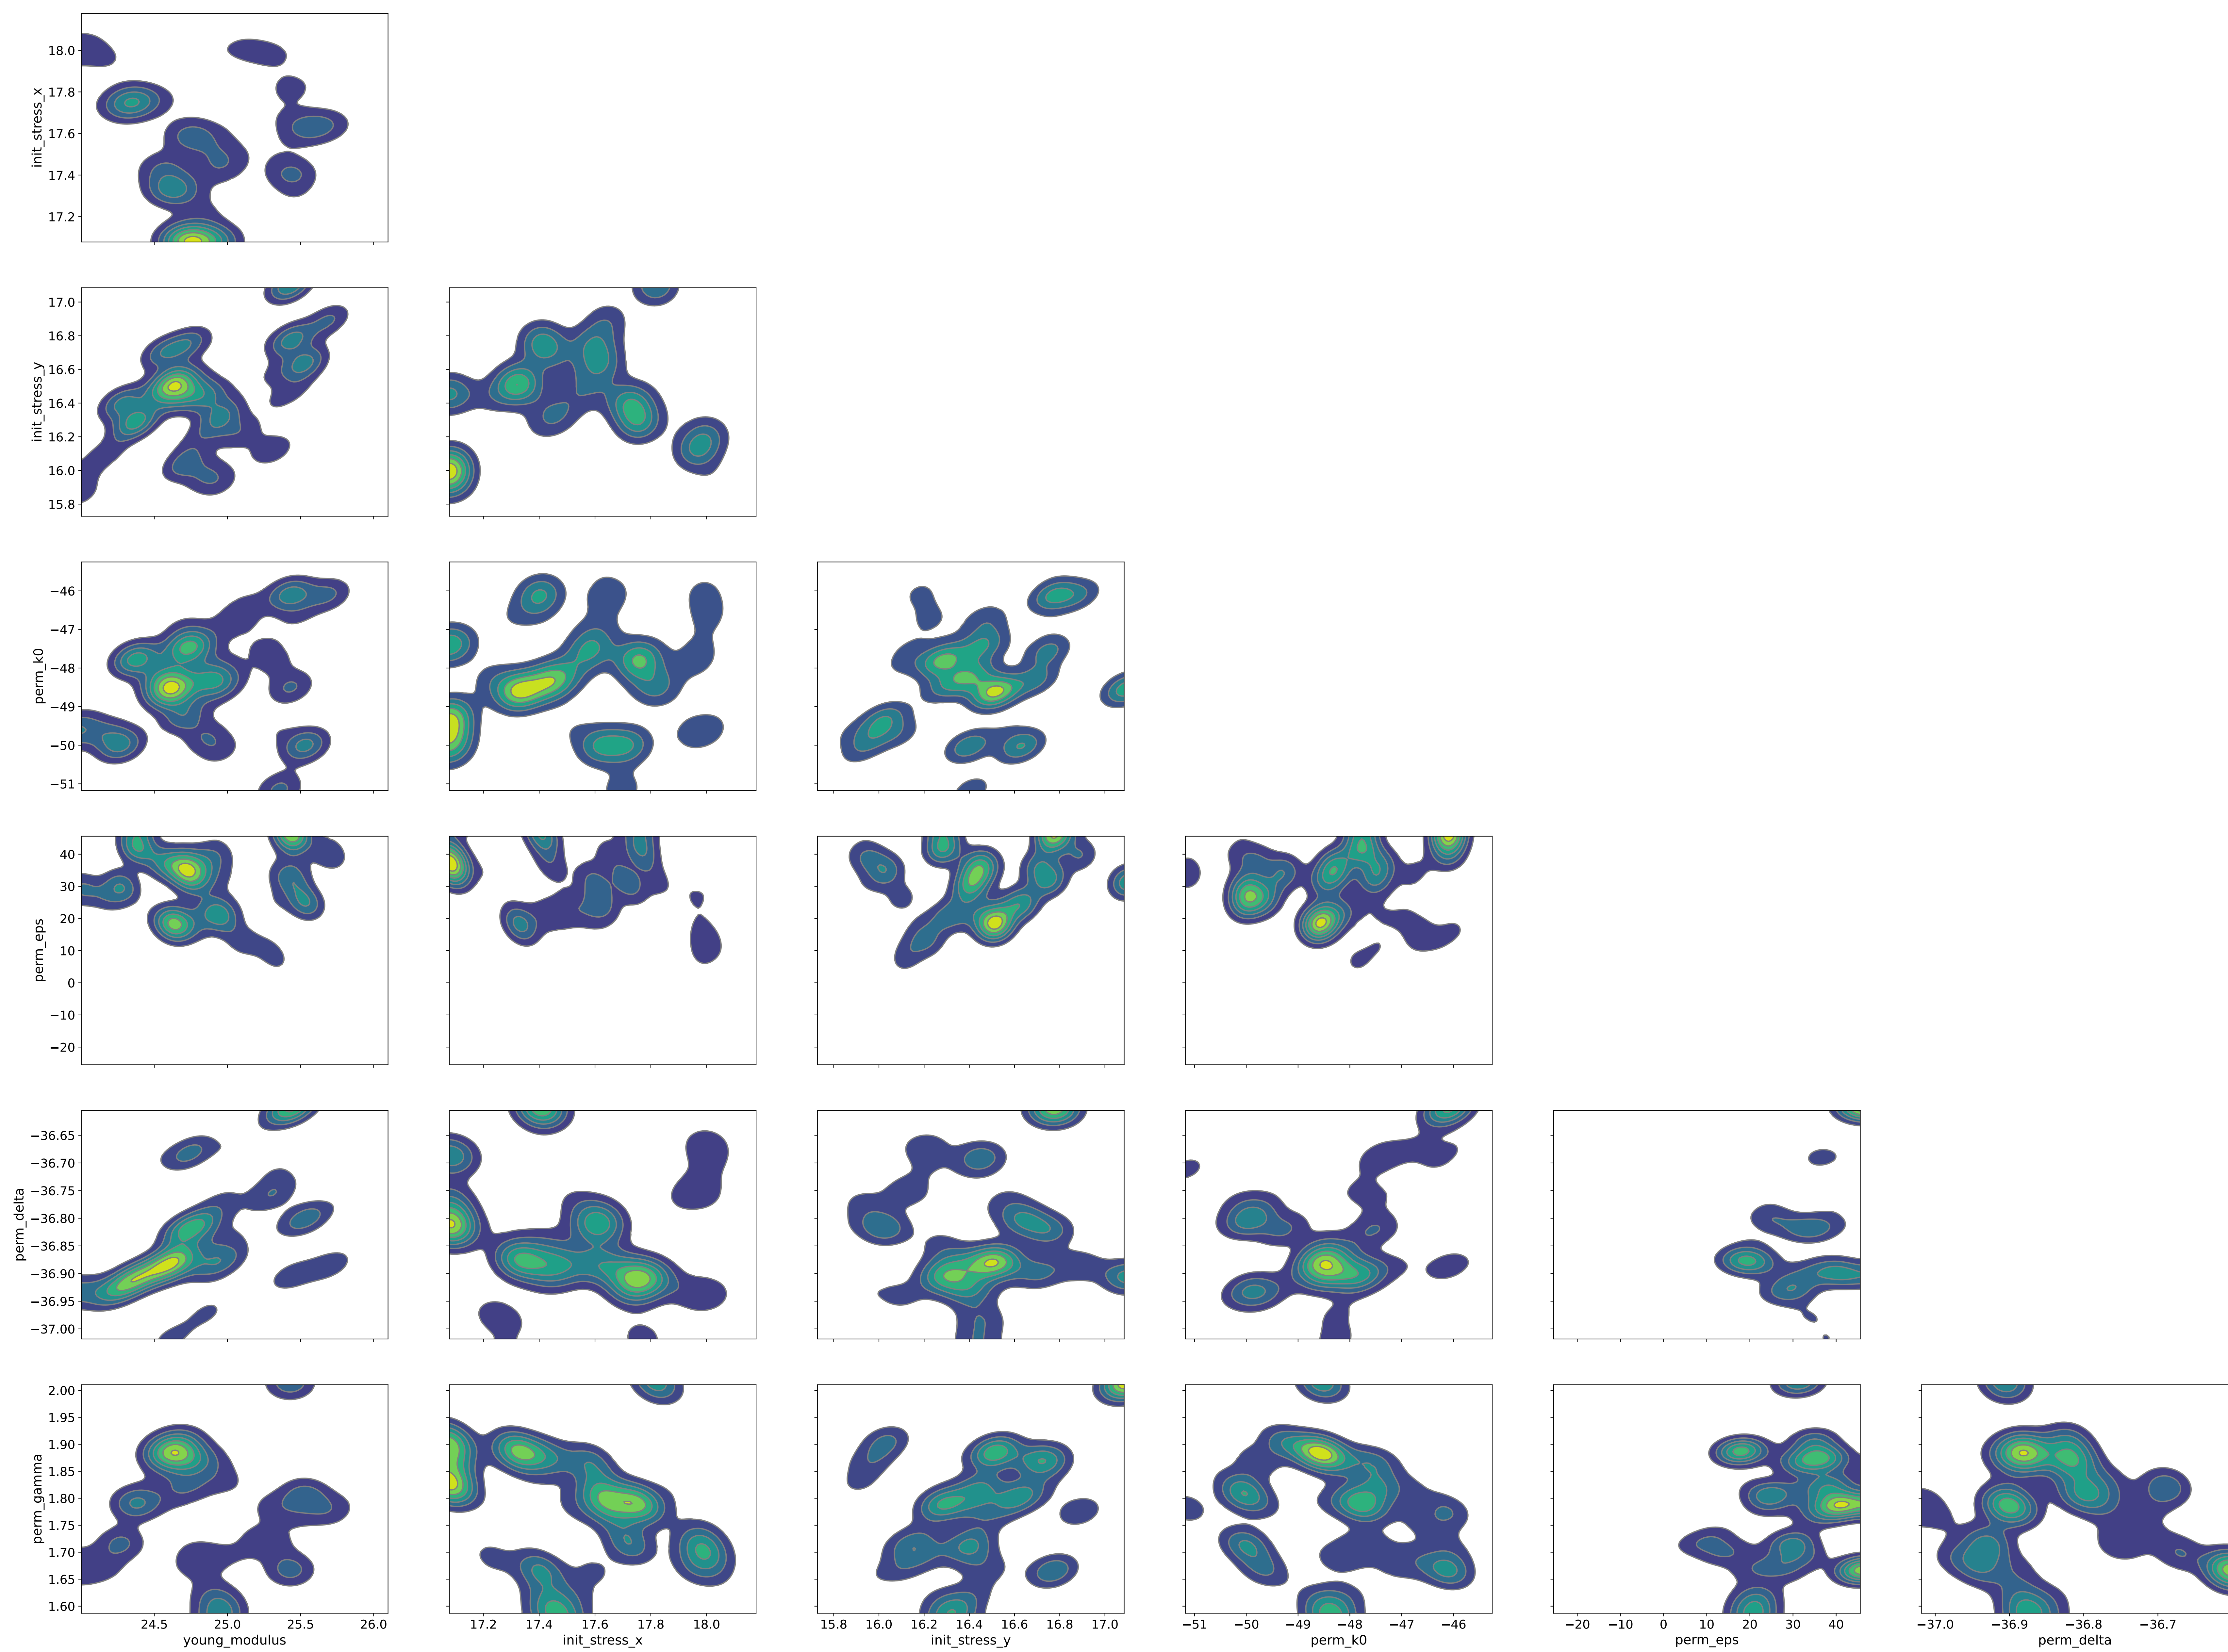 init_stress_x
18.0
17.8
17.6
17.4
17.2
init_stress_y
17.0
16.8
16.6
16.4
16.2
16.0
15.8
perm_k0
−46
−47
−48
−49
−50
−51
perm_eps
40
30
20
10
0
−10
−20
perm_delta
−36.65
−36.70
−36.75
−36.80
−36.85
−36.90
−36.95
−37.00
perm_gamma
2.00
1.95
1.90
1.85
1.80
1.75
1.70
1.65
1.60
24.5 25.0 25.5 26.0
young_modulus
17.2 17.4 17.6 17.8 18.0
init_stress_x
15.8 16.0 16.2 16.4 16.6 16.8 17.0
init_stress_y
−51 −50 −49 −48 −47 −46
perm_k0
−20 −10 0 10 20 30 40
perm_eps
−37.0 −36.9 −36.8 −36.7
perm_delta